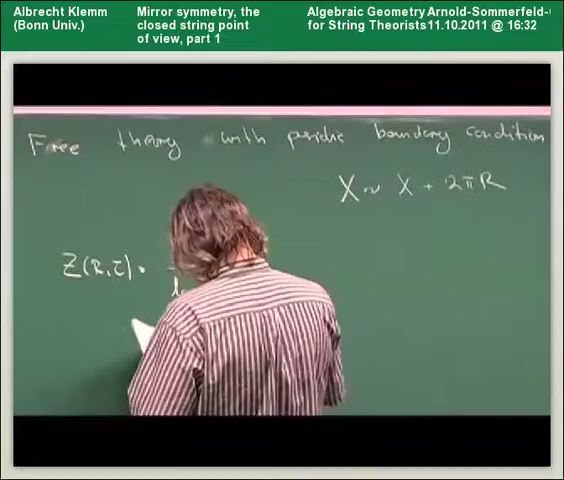 Albrecht Klemm
(Bonn Univ.)
Mirror symmetry, the
closed string point
of view, part 1
Algebraic Geometry Arnold-Sommerfeld-
for String Theorists 11.10.2011 @ 16:32
Free theory with peridic boundary condition
X ~ X + 2πR
Z(R,τ) =